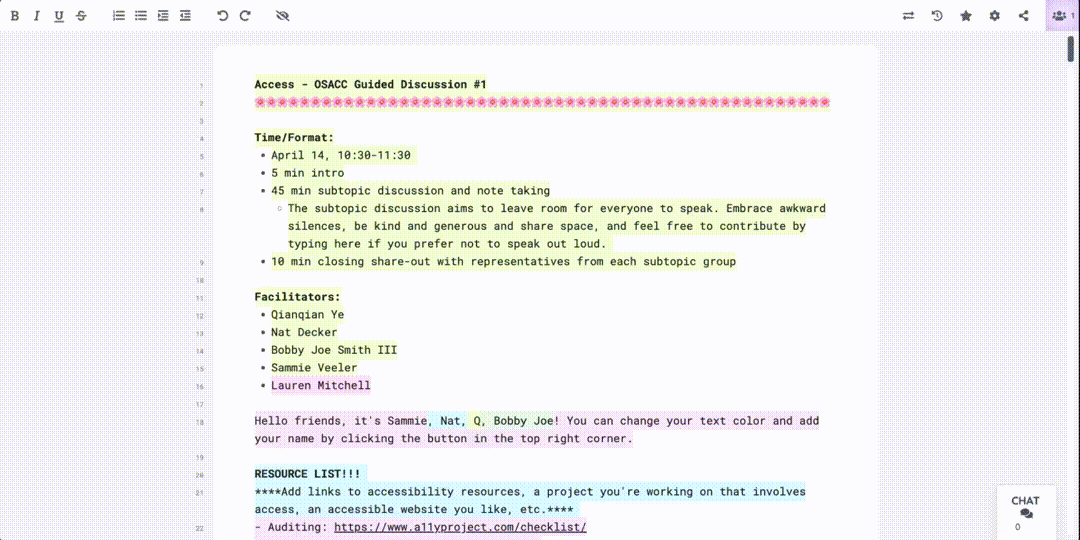 B I U S
1
1 Access - OSACC Guided Discussion #1
2
3
4 Time/Format:
5 April 14, 10:30-11:30
6 5 min intro
7 45 min subtopic discussion and note taking
8 The subtopic discussion aims to leave room for everyone to speak. Embrace awkward
silences, be kind and generous and share space, and feel free to contribute by
typing here if you prefer not to speak out loud.
9 10 min closing share-out with representatives from each subtopic group
10
11 Facilitators:
12 Qianqian Ye
13 Nat Decker
14 Bobby Joe Smith III
15 Sammie Veeler
16 Lauren Mitchell
17
18 Hello friends, it's Sammie, Nat, Q, Bobby Joe! You can change your text color and add
your name by clicking the button in the top right corner.
19
20 RESOURCE LIST!!!
21 ****Add links to accessibility resources, a project you're working on that involves
access, an accessible website you like, etc.****
22 - Auditing: https://www.a11yproject.com/checklist/
CHAT
0